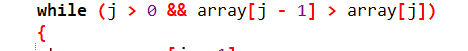 while (j > 0 && array[j - 1] > array[j])
{